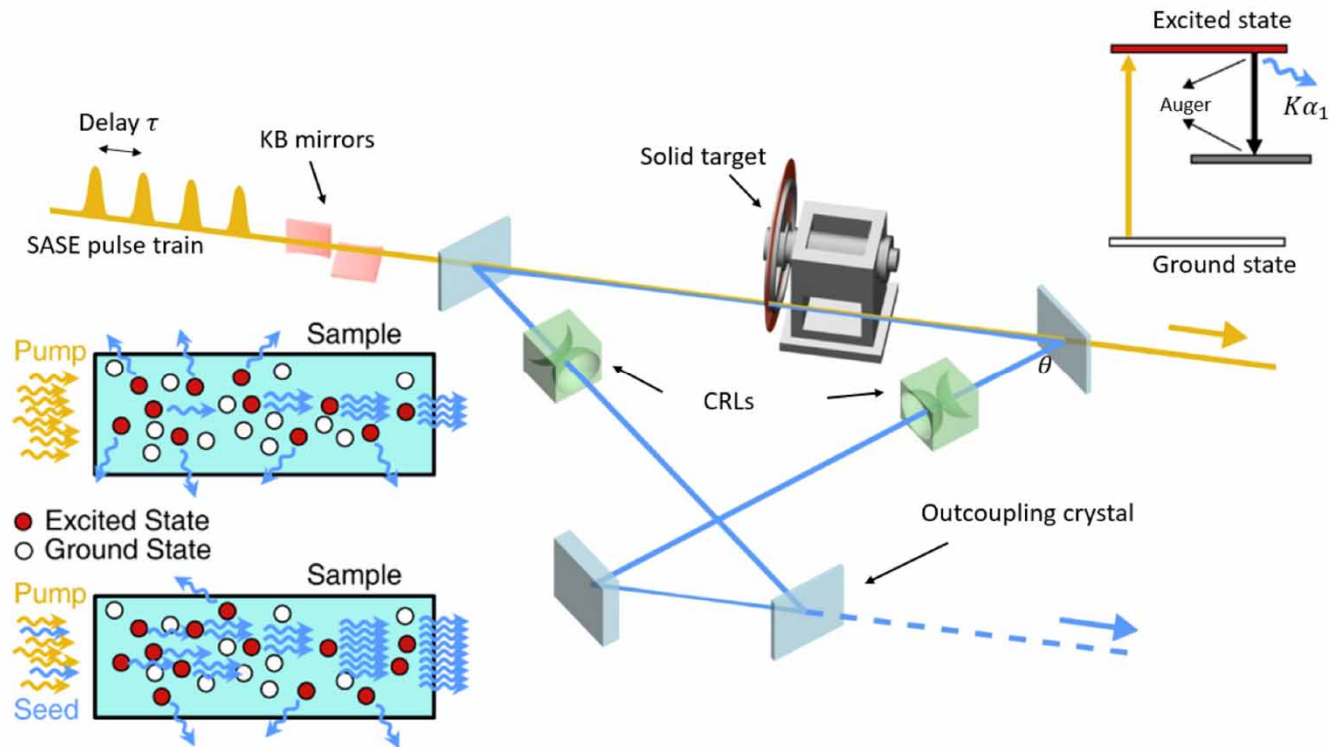 Excited state
Delay τ
KB mirrors
Auger
Kα₁
Solid target
SASE pulse train
Ground state
Sample
Pump
θ
CRLs
Excited State
Ground State
Outcoupling crystal
Sample
Pump
Seed